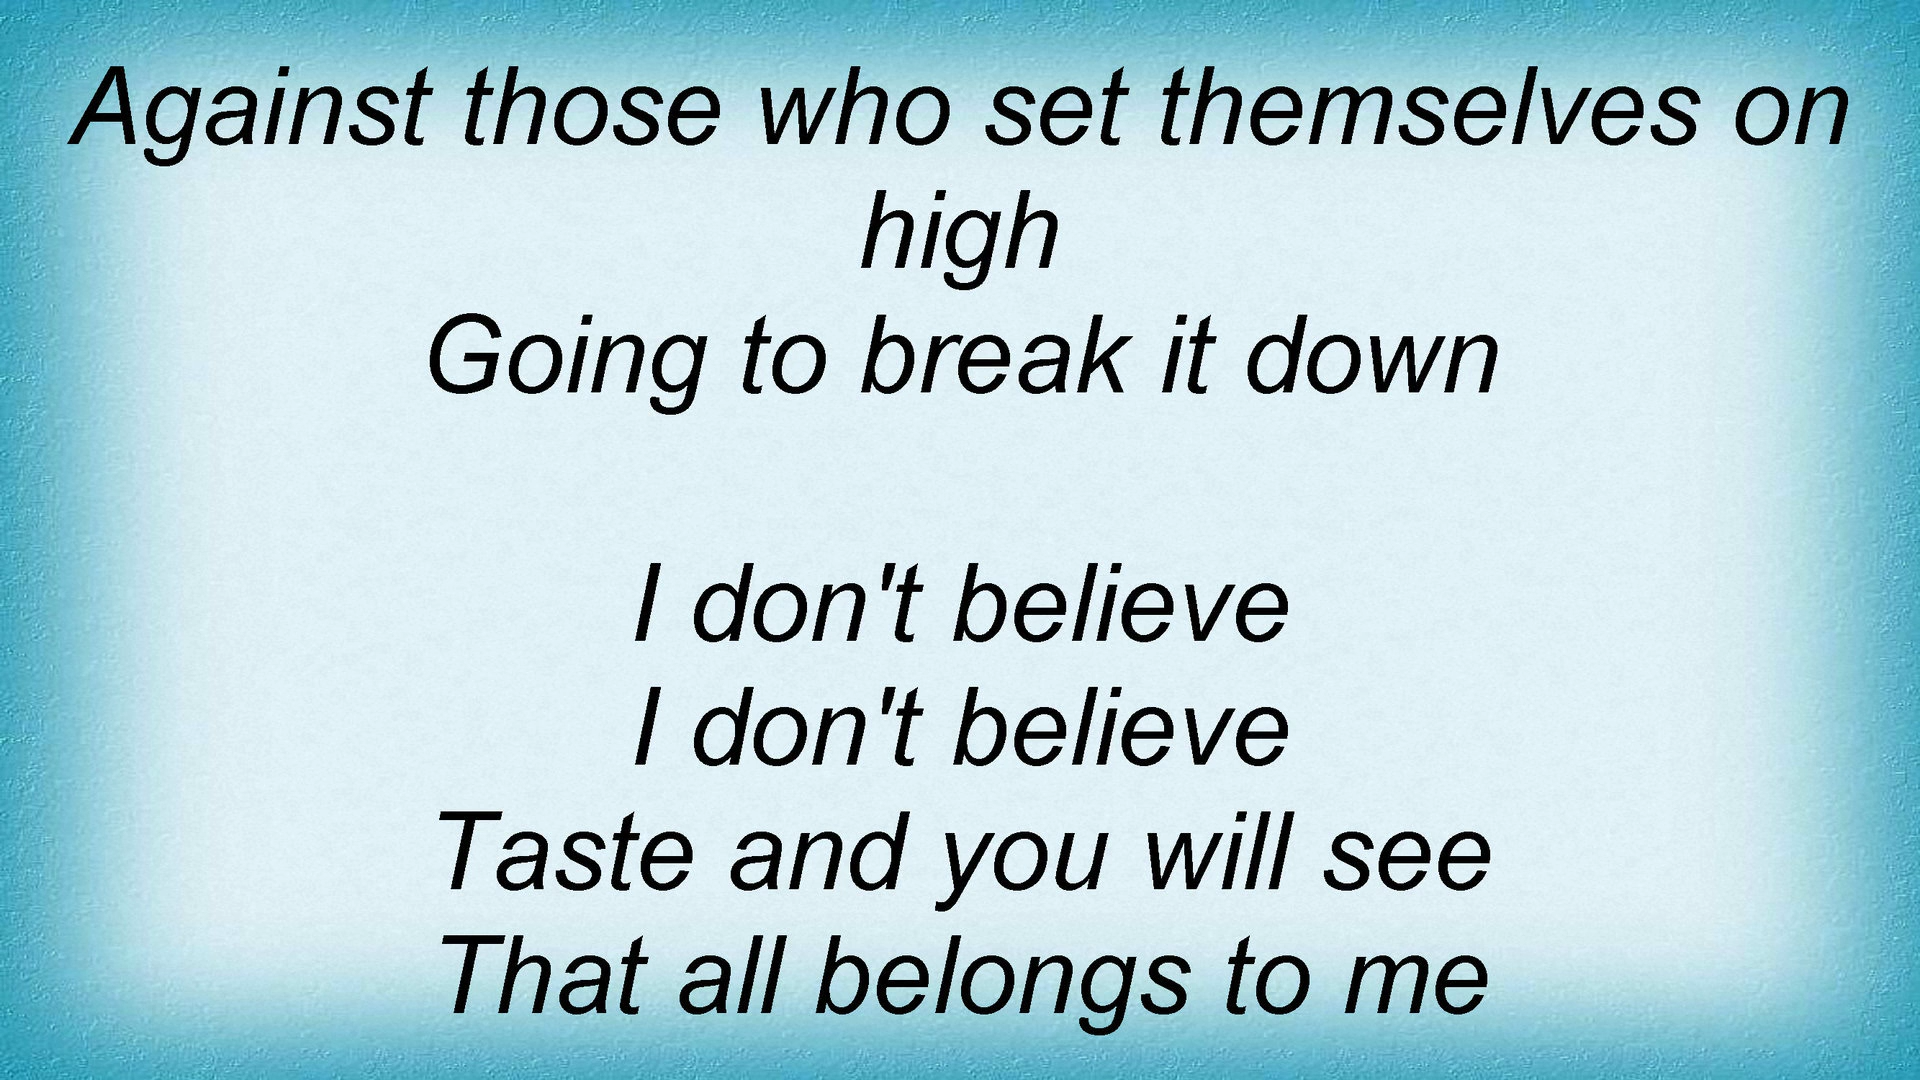 Against those who set themselves on
high
Going to break it down

I don't believe
I don't believe
Taste and you will see
That all belongs to me